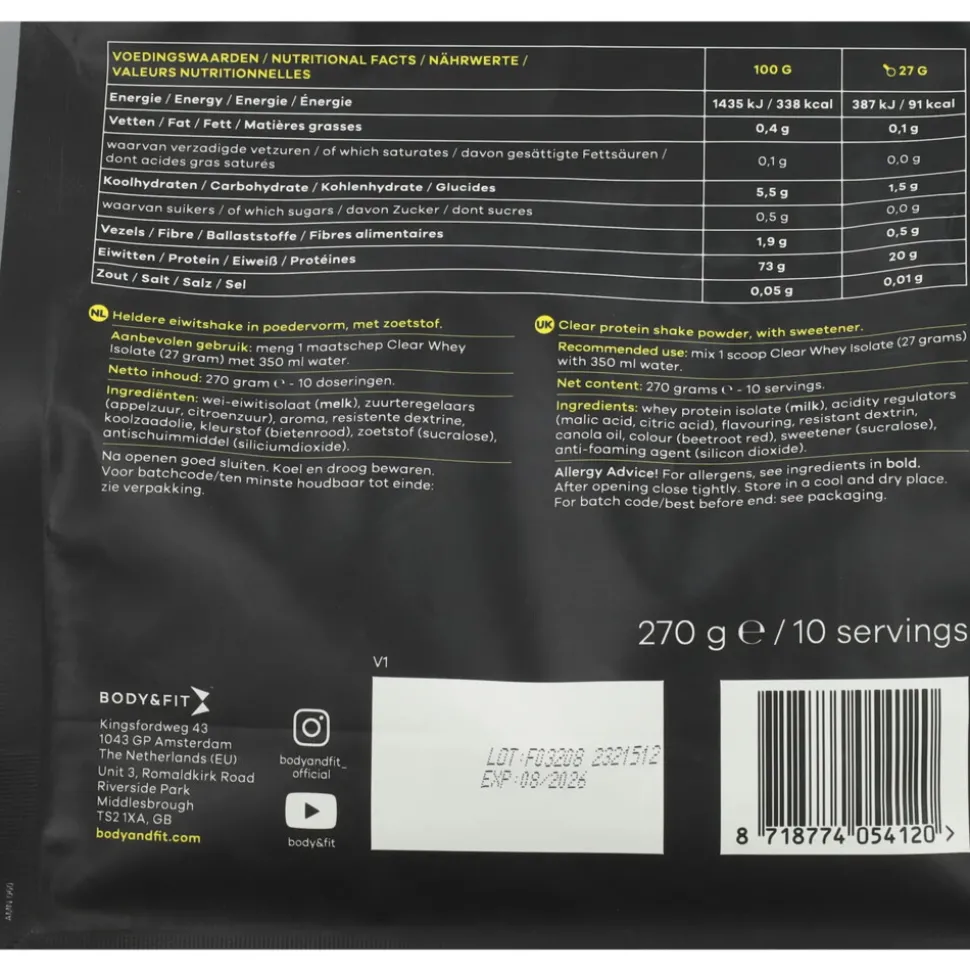 VOEDINGSWAARDEN / NUTRITIONAL FACTS / NÄHRWERTE /
VALEURS NUTRITIONNELLES
100 G
27 G
Energie / Energy / Energie / Énergie
1435 kJ / 338 kcal
387 kJ / 91 kcal
Vetten / Fat / Fett / Matières grasses
0,4 g
0,1 g
waarvan verzadigde vetzuren / of which saturates / davon gesättigte Fettsäuren /
dont acides gras saturés
0,1 g
0,0 g
Koolhydraten / Carbohydrate / Kohlenhydrate / Glucides
5,5 g
1,5 g
waarvan suikers / of which sugars / davon Zucker / dont sucres
0,5 g
0,0 g
Vezels / Fibre / Ballaststoffe / Fibres alimentaires
1,9 g
0,5 g
Eiwitten / Protein / Eiweiß / Protéines
73 g
20 g
Zout / Salt / Salz / Sel
0,05 g
0,01 g
NL Heldere eiwitshake in poedervorm, met zoetstof.
Aanbevolen gebruik: meng 1 maatschep Clear Whey
Isolate (27 gram) met 350 ml water.
Netto inhoud: 270 gram ℮ - 10 doseringen.
Ingrediënten: wei-eiwitisolaat (melk), zuurteregelaars
(appelzuur, citroenzuur), aroma, resistente dextrine,
koolzaadolie, kleurstof (bietenrood), zoetstof (sucralose),
antischuimmiddel (siliciumdioxide).
Na openen goed sluiten. Koel en droog bewaren.
Voor batchcode/ten minste houdbaar tot einde:
zie verpakking.
UK Clear protein shake powder, with sweetener.
Recommended use: mix 1 scoop Clear Whey Isolate (27 grams)
with 350 ml water.
Net content: 270 grams ℮ - 10 servings.
Ingredients: whey protein isolate (milk), acidity regulators
(malic acid, citric acid), flavouring, resistant dextrin,
canola oil, colour (beetroot red), sweetener (sucralose),
anti-foaming agent (silicon dioxide).
Allergy Advice! For allergens, see ingredients in bold.
After opening close tightly. Store in a cool and dry place.
For batch code/best before end: see packaging.
270 g ℮ / 10 servings
V1
BODY&FIT
Kingsfordweg 43
1043 GP Amsterdam
The Netherlands (EU)
Unit 3, Romaldkirk Road
Riverside Park
Middlesbrough
TS2 1XA, GB
bodyandfit.com
bodyandfit_
official
body&fit
LOT:F03208 2321512
EXP:08/2026
8 718774 054120 >